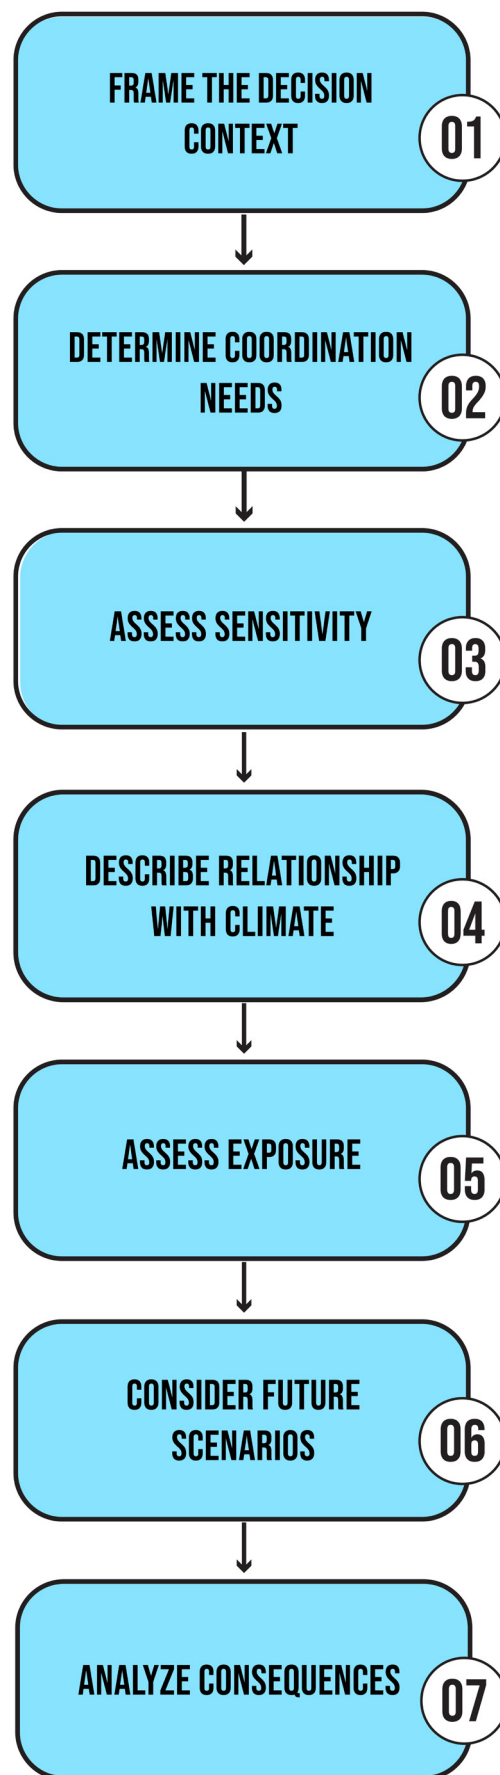 FRAME THE DECISION
CONTEXT
01
DETERMINE COORDINATION
NEEDS
02
ASSESS SENSITIVITY
03
DESCRIBE RELATIONSHIP
WITH CLIMATE
04
ASSESS EXPOSURE
05
CONSIDER FUTURE
SCENARIOS
06
ANALYZE CONSEQUENCES
07